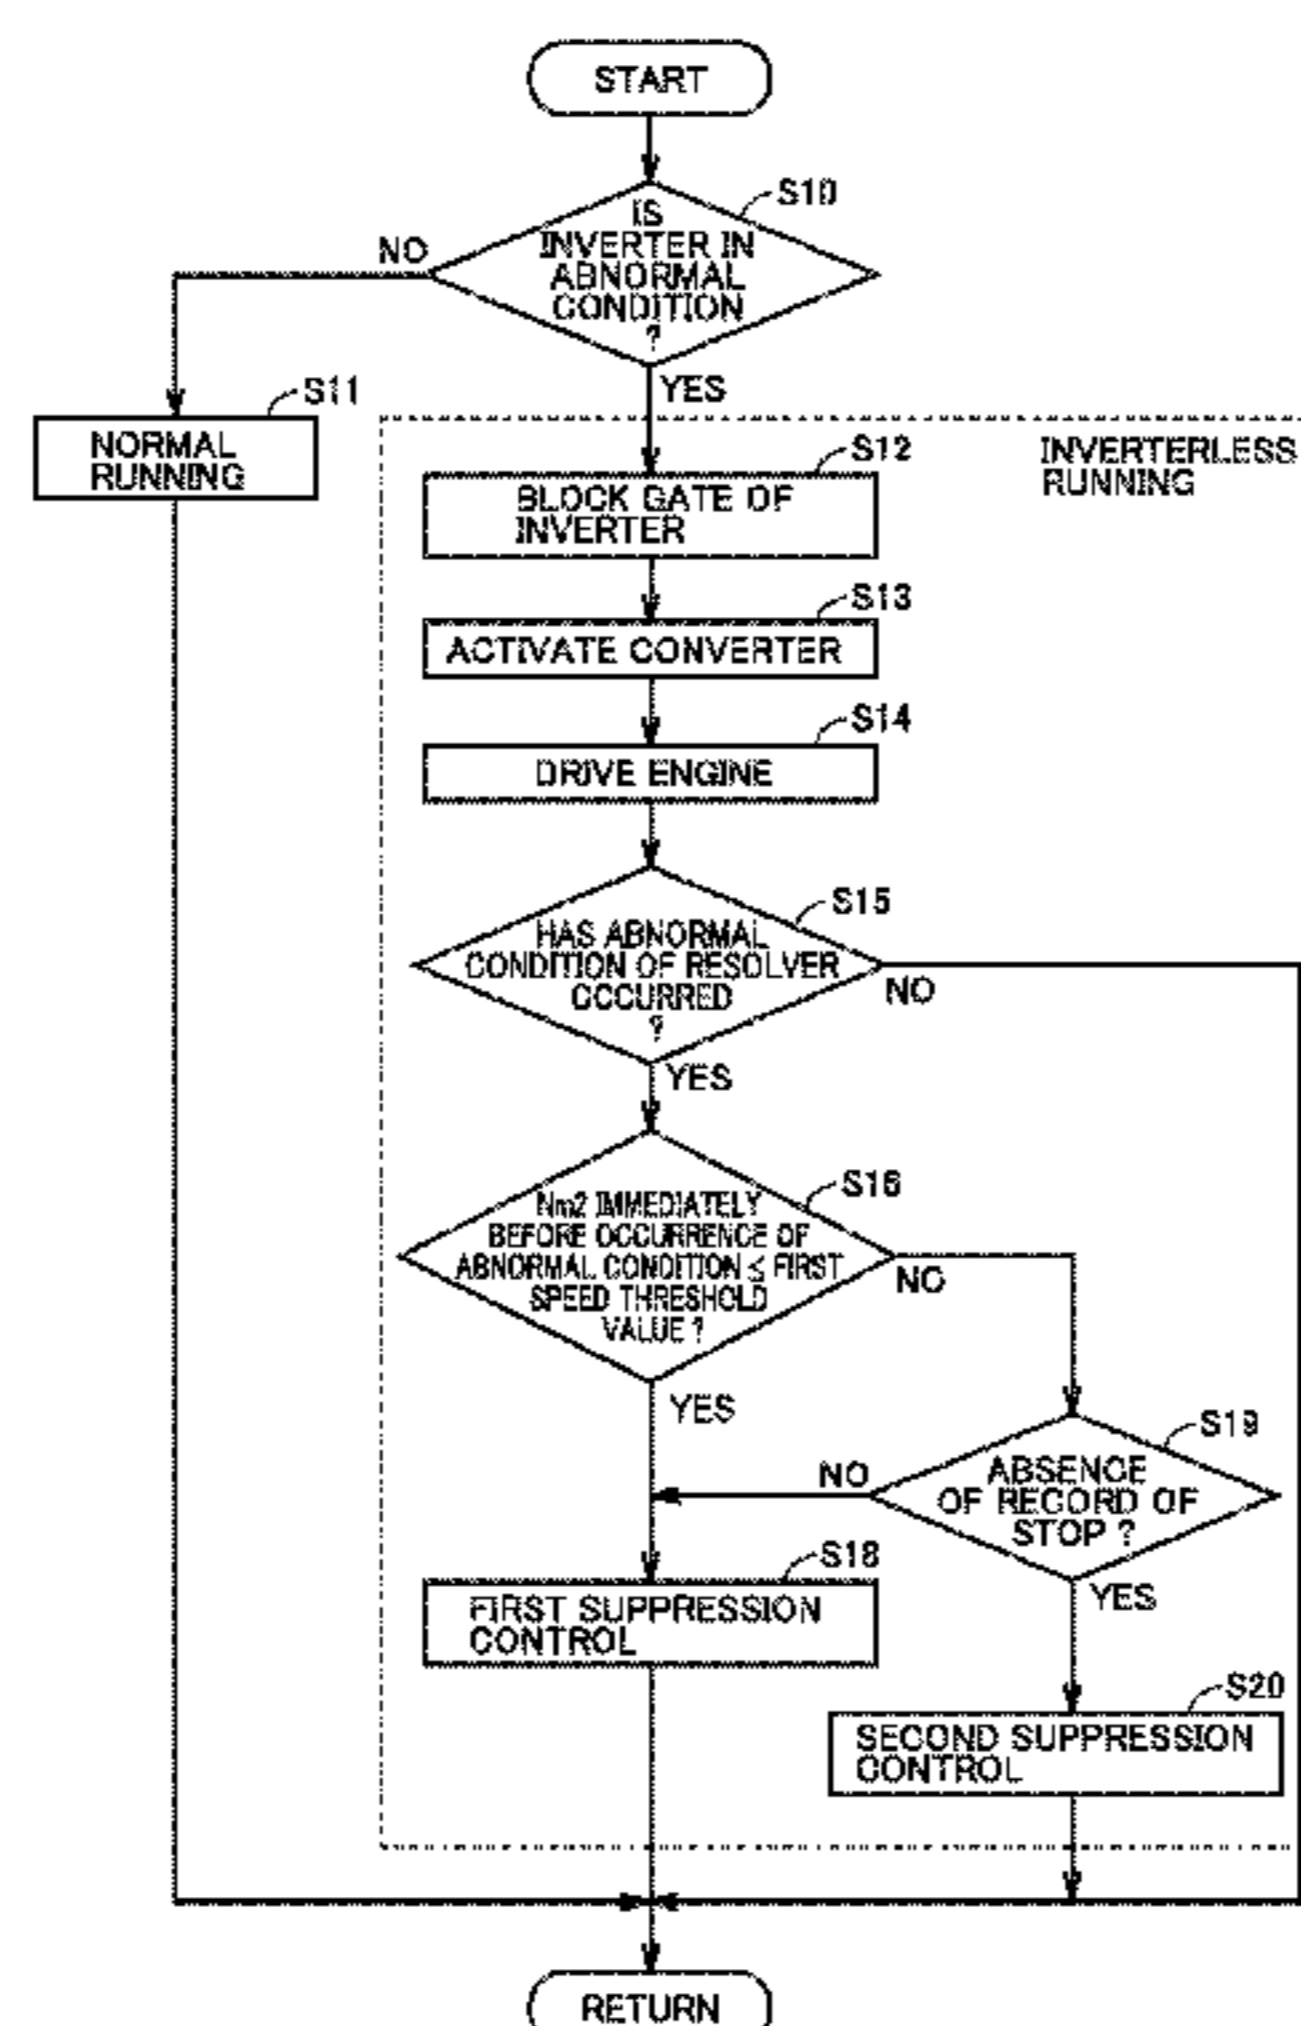 START
S10
IS
INVERTER IN
ABNORMAL
CONDITION
?
NO
YES
S11
NORMAL
RUNNING
INVERTERLESS
RUNNING
S12
BLOCK GATE OF
INVERTER
S13
ACTIVATE CONVERTER
S14
DRIVE ENGINE
S15
HAS ABNORMAL
CONDITION OF RESOLVER
OCCURRED
?
NO
YES
S16
Nm2 IMMEDIATELY
BEFORE OCCURRENCE OF
ABNORMAL CONDITION ≤ FIRST
SPEED THRESHOLD
VALUE ?
NO
YES
S19
ABSENCE
OF RECORD OF
STOP ?
NO
YES
S18
FIRST SUPPRESSION
CONTROL
S20
SECOND SUPPRESSION
CONTROL
RETURN